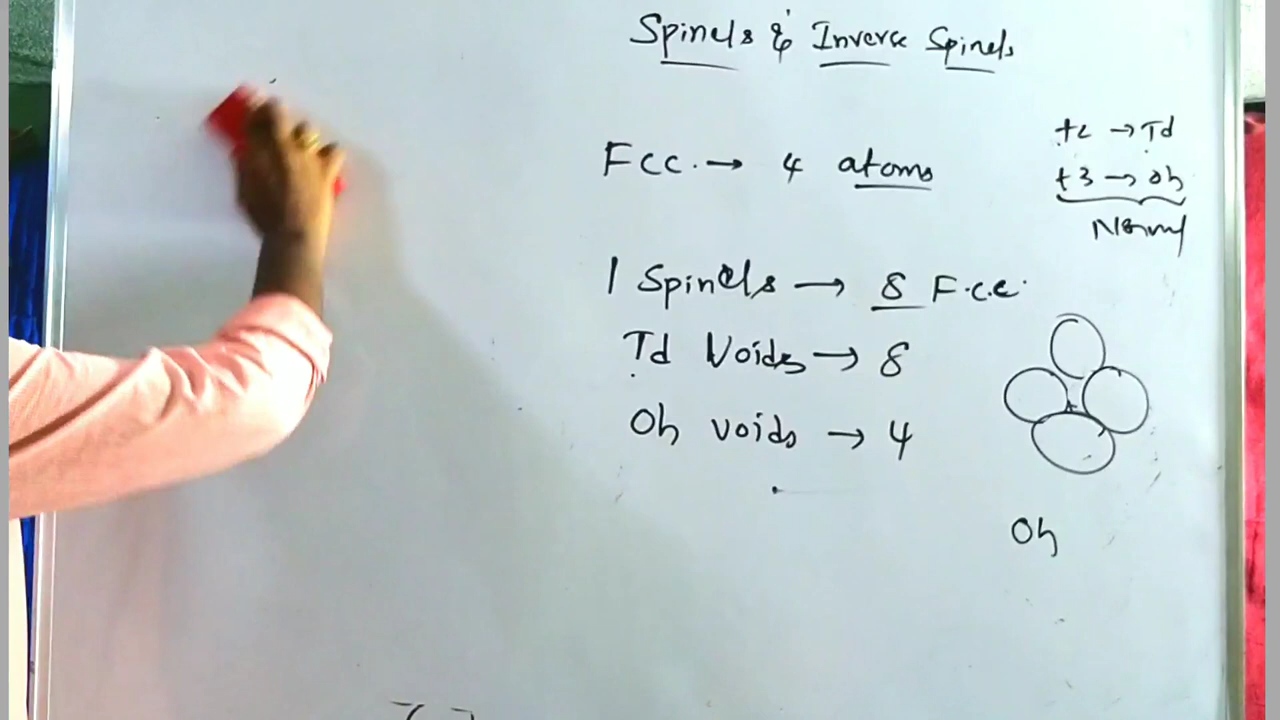 Spinels & Inverse Spinels
+2 → Td
Fcc. → 4 atoms
+3 → Oh
Normal
1 Spinels → 8 F.c.c.
Td Voids → 8
Oh voids → 4
Oh